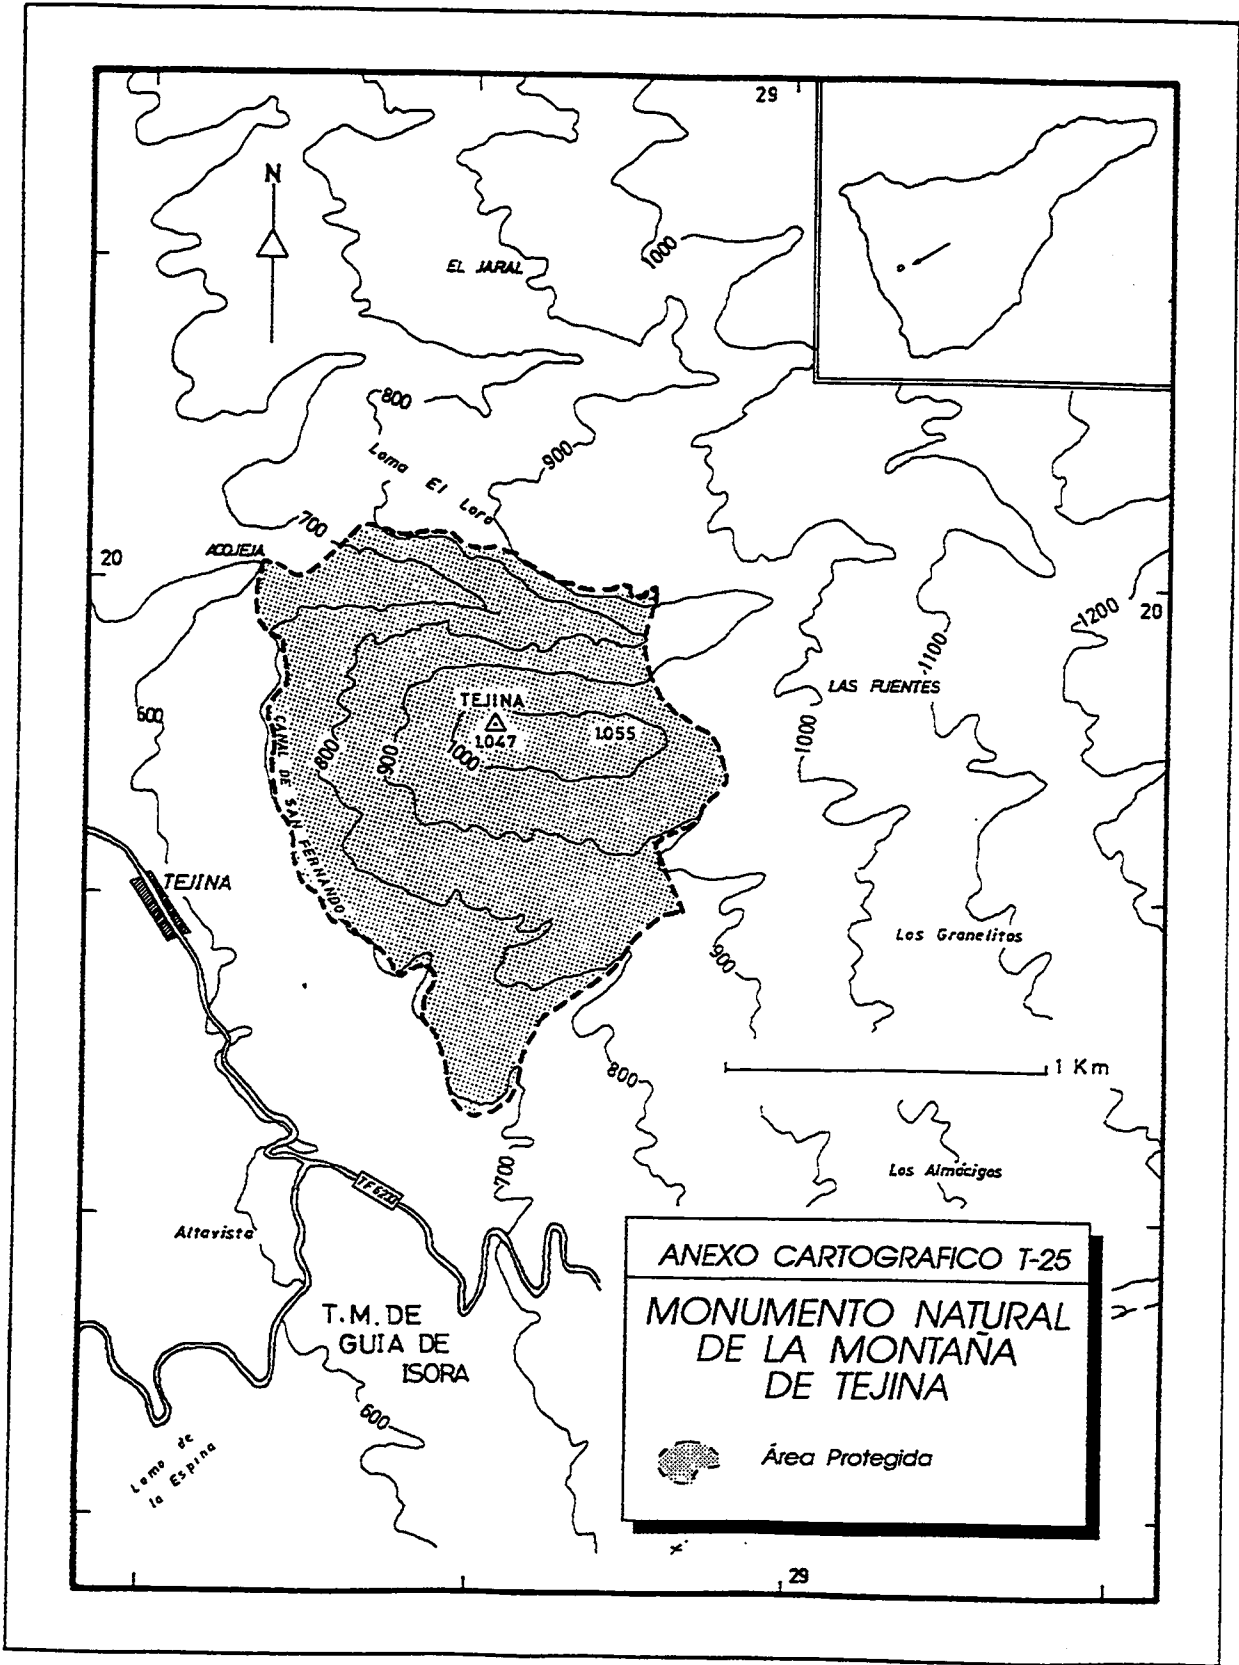 29
N
EL JARAL
1000
800
900
Loma El Loro
700
ACOJEJA
20
1200
20
1100
LAS FUENTES
600
TEJINA
1.047
1.055
1000
900
800
1000
CANAL DE SAN FERNANDO
TEJINA
Los Granelitos
900
1 Km
800
Los Almácigos
700
Altavista
T.M. DE
GUIA DE
ISORA
600
Lomo de
la Espina
ANEXO CARTOGRAFICO T-25
MONUMENTO NATURAL
DE LA MONTAÑA
DE TEJINA
Área Protegida
29